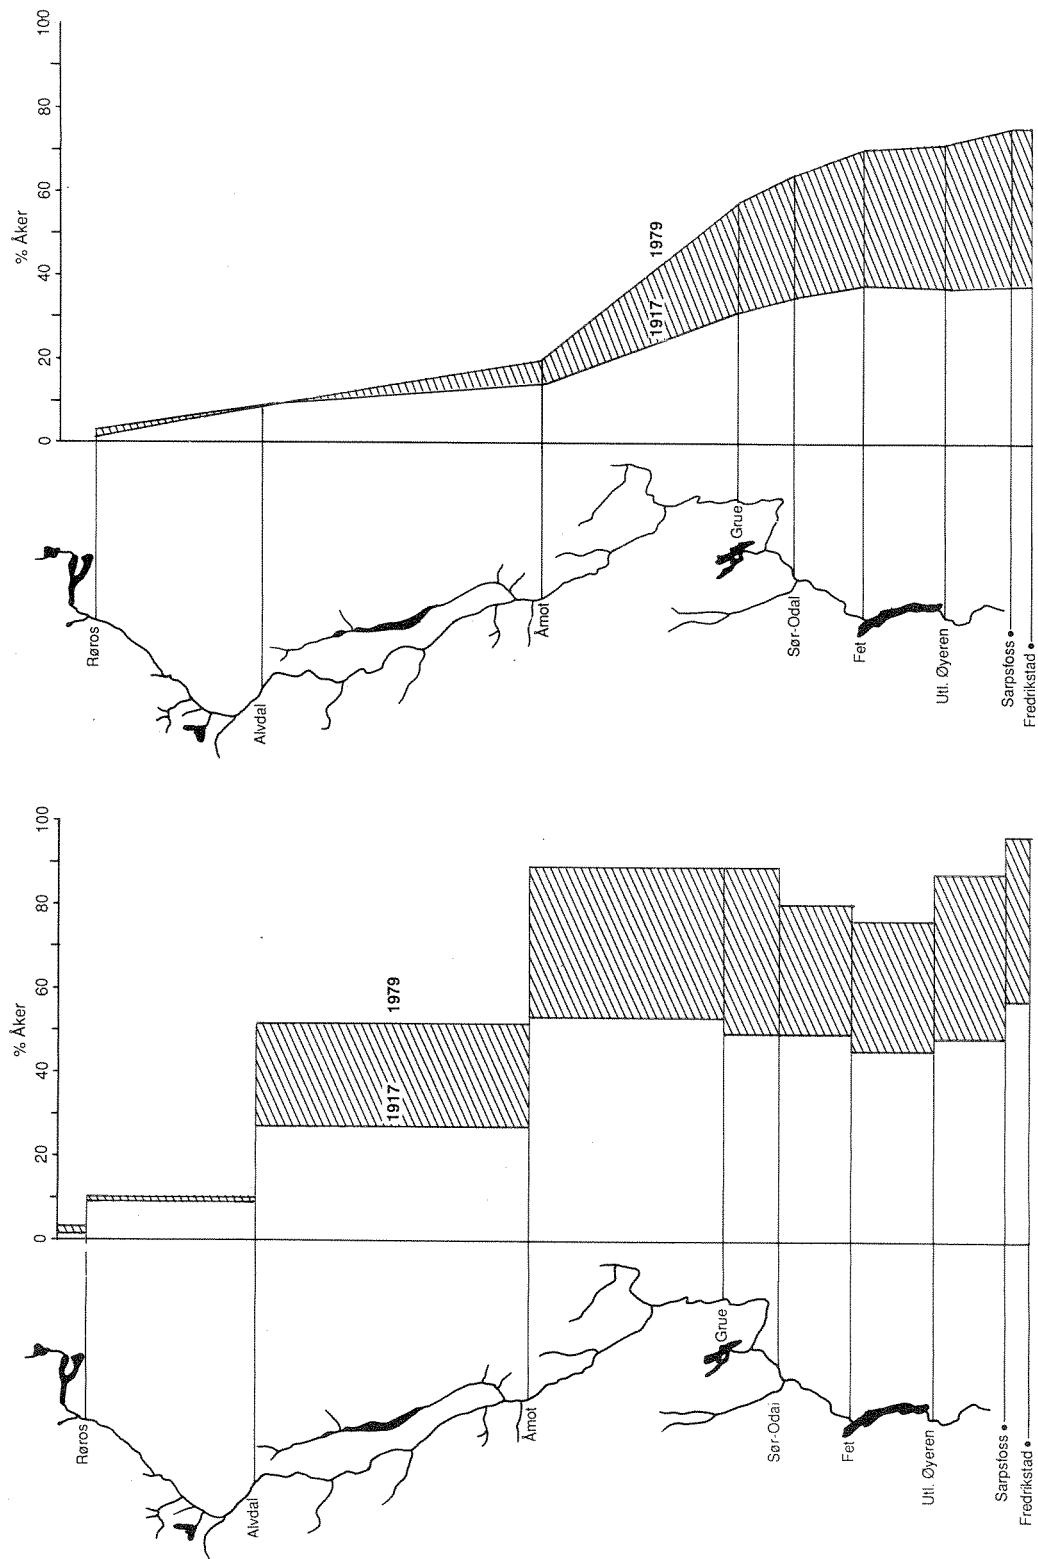 % Åker
0 20 40 60 80 100
1979
1917
Røros
Alvdal
Åmot
Grue
Sør-Odal
Fet
Utl. Øyeren
Sarpsfoss
Fredrikstad
% Åker
0 20 40 60 80 100
1979
1917
Røros
Alvdal
Åmot
Grue
Sør-Odal
Fet
Utl. Øyeren
Sarpsfoss
Fredrikstad